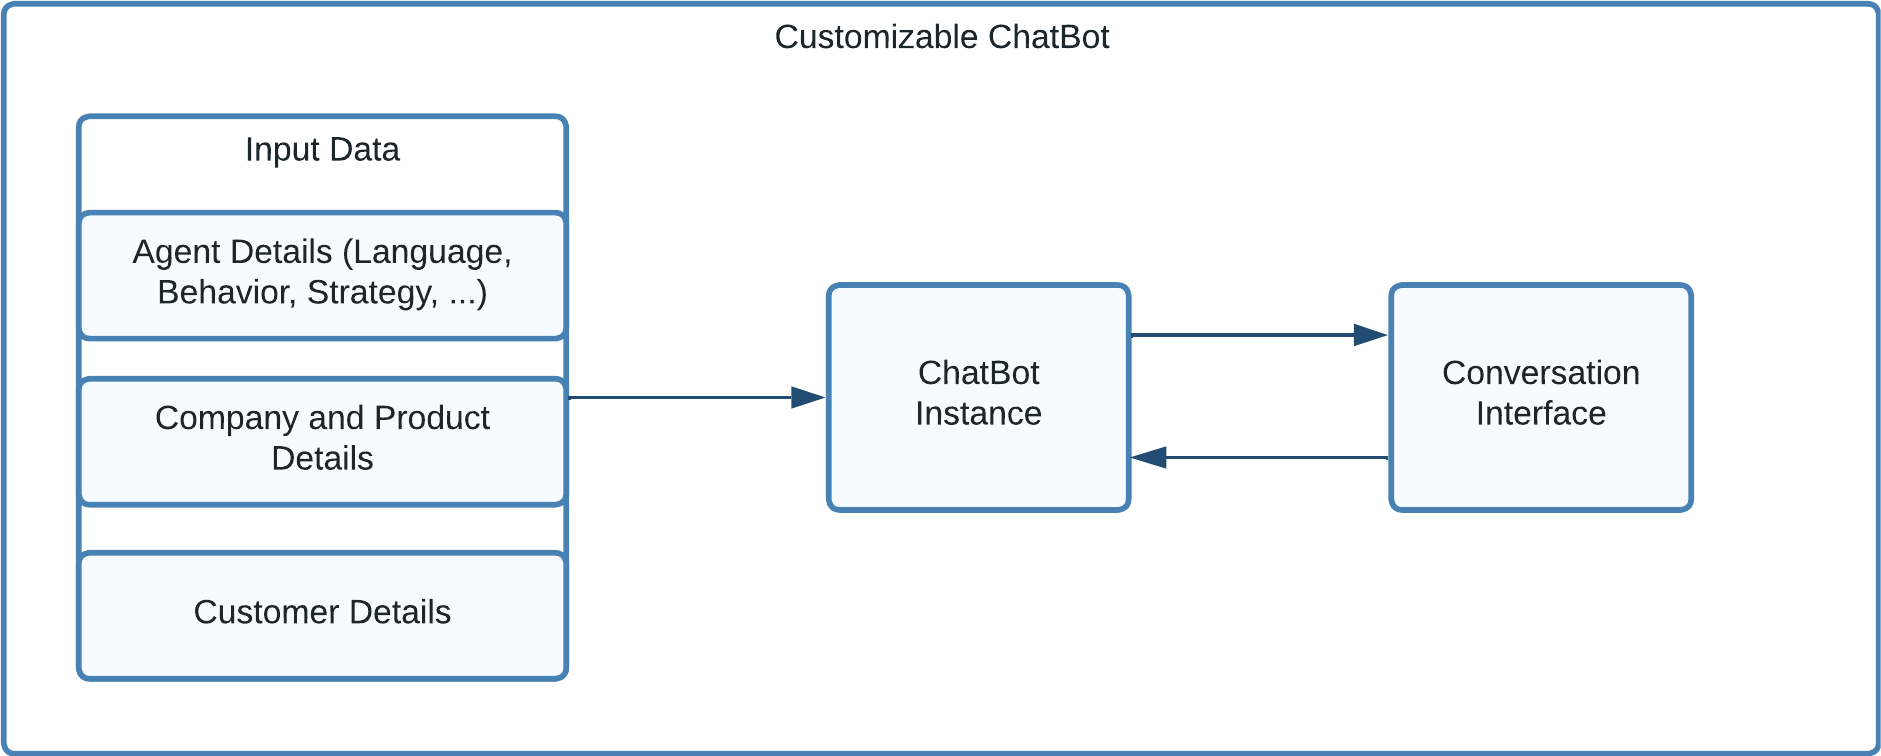 Customizable ChatBot
Input Data
Agent Details (Language,
Behavior, Strategy, ...)
Company and Product
Details
Customer Details
ChatBot
Instance
Conversation
Interface